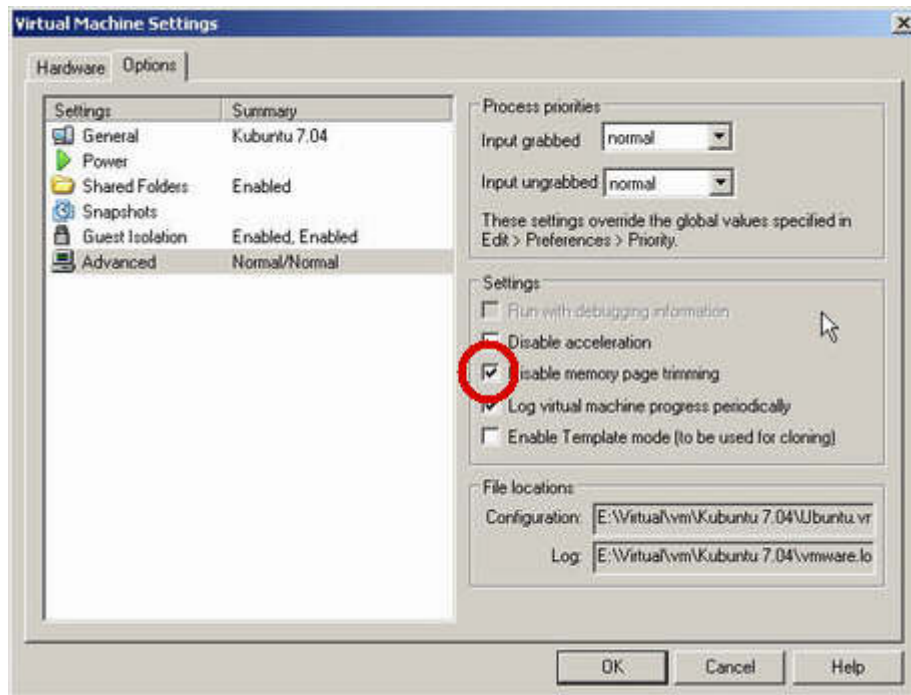 Virtual Machine Settings
Hardware Options
Settings Summary
General Kubuntu 7.04
Power
Shared Folders Enabled
Snapshots
Guest Isolation Enabled, Enabled
Advanced Normal/Normal
Process priorities
Input grabbed normal
Input ungrabbed normal
These settings override the global values specified in
Edit > Preferences > Priority.
Settings
Run with debugging information
Disable acceleration
isable memory page trimming
Log virtual machine progress periodically
Enable Template mode (to be used for cloning)
File locations
Configuration: E:\Virtual\vm\Kubuntu 7.04\Ubuntu.vr
Log: E:\Virtual\vm\Kubuntu 7.04\vmware.lo
OK Cancel Help